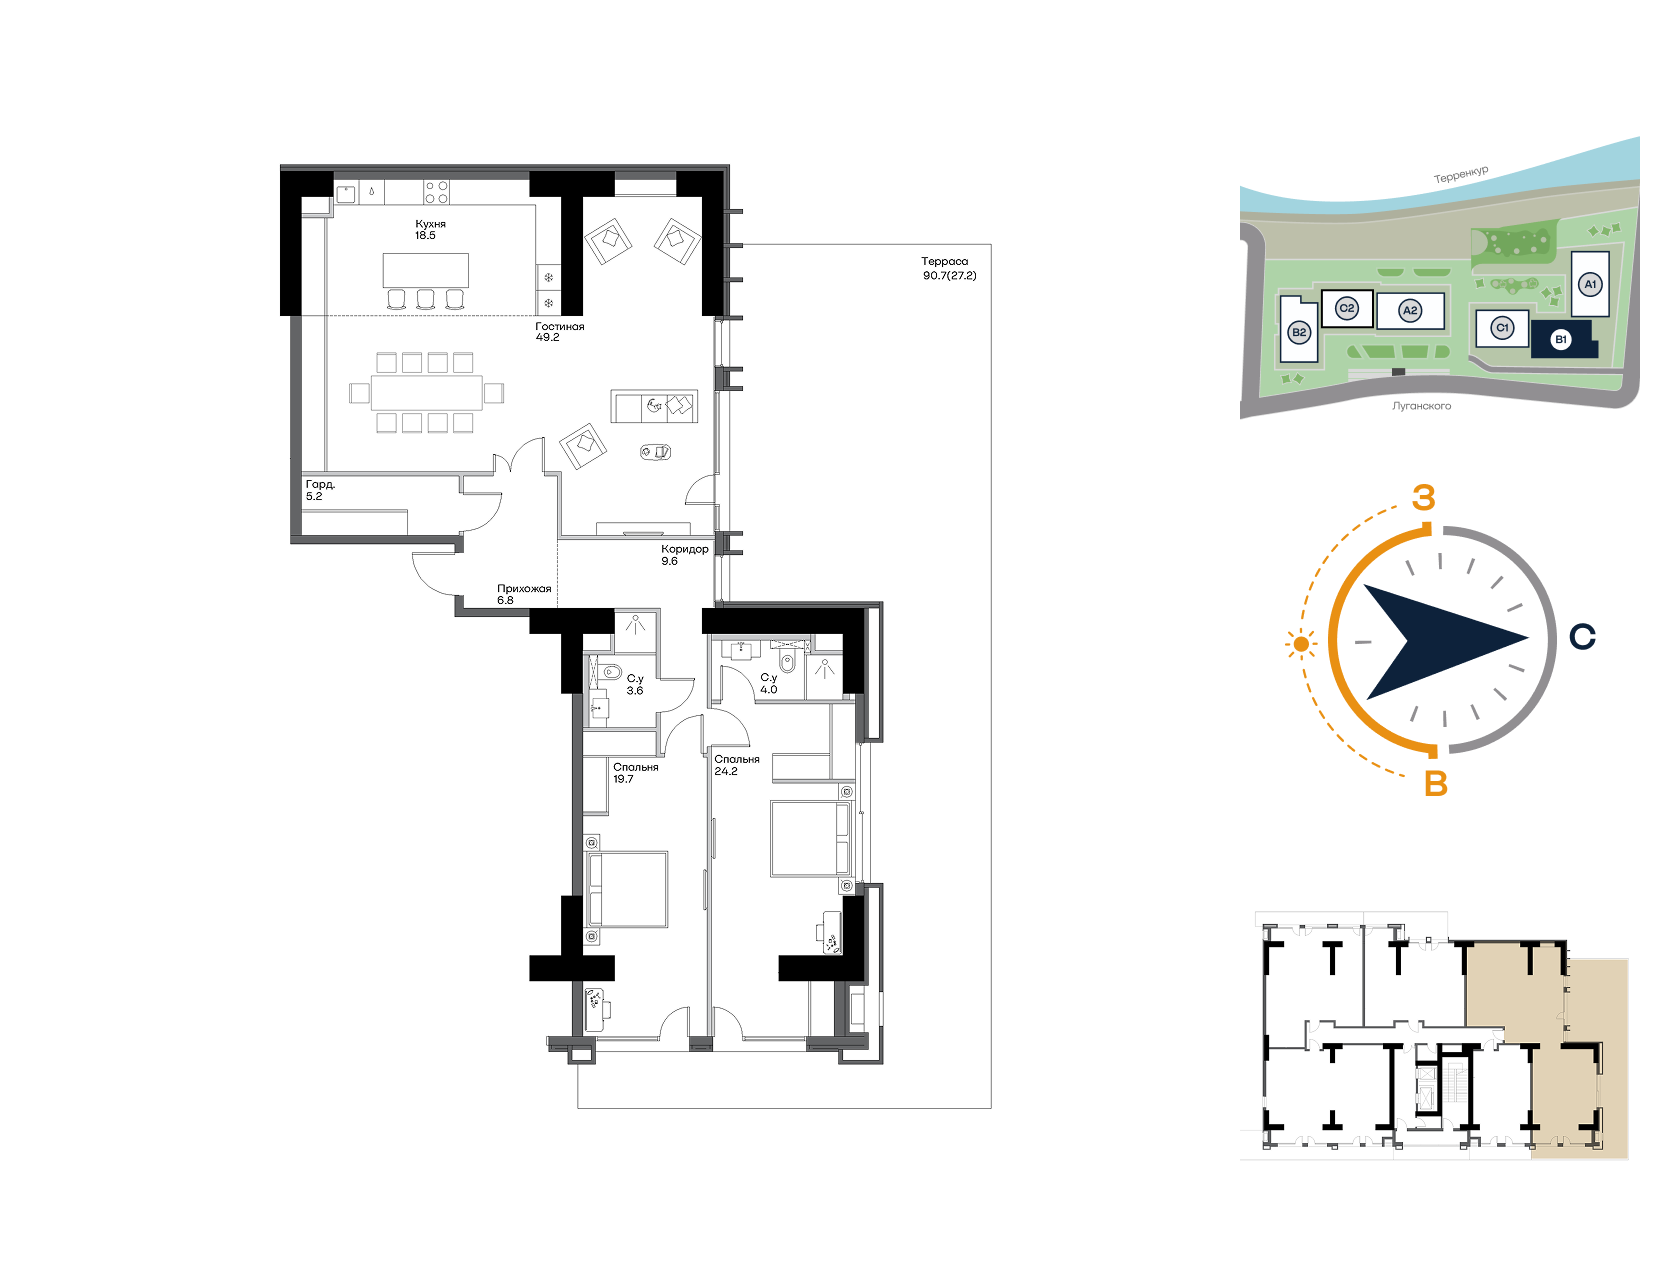 Кухня
18.5
Терраса
90.7(27.2)
Гостиная
49.2
Гард.
5.2
Коридор
9.6
Прихожая
6.8
С.у
3.6
С.у
4.0
Спальня
19.7
Спальня
24.2
Терренкур
A1
C2
A2
B2
C1
B1
Луганского
З
С
В